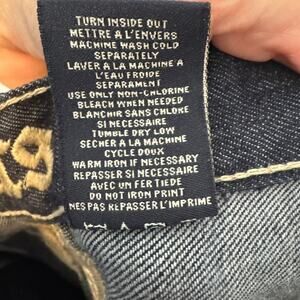 TURN INSIDE OUT
METTRE A L'ENVERS
MACHINE WASH COLD
SEPARATELY
LAVER A LA MACHINE A
L'EAU FROIDE
SEPARAMENT
USE ONLY NON-CHLORINE
BLEACH WHEN NEEDED
BLANCHIR SANS CHLORE
SI NECESSAIRE
TUMBLE DRY LOW
SECHER A LA MACHINE
CYCLE DOUX
WARM IRON IF NECESSARY
REPASSER SI NECESSAIRE
AVEC UN FER TIEDE
DO NOT IRON PRINT
NES PAS REPASSER L'IMPRIME